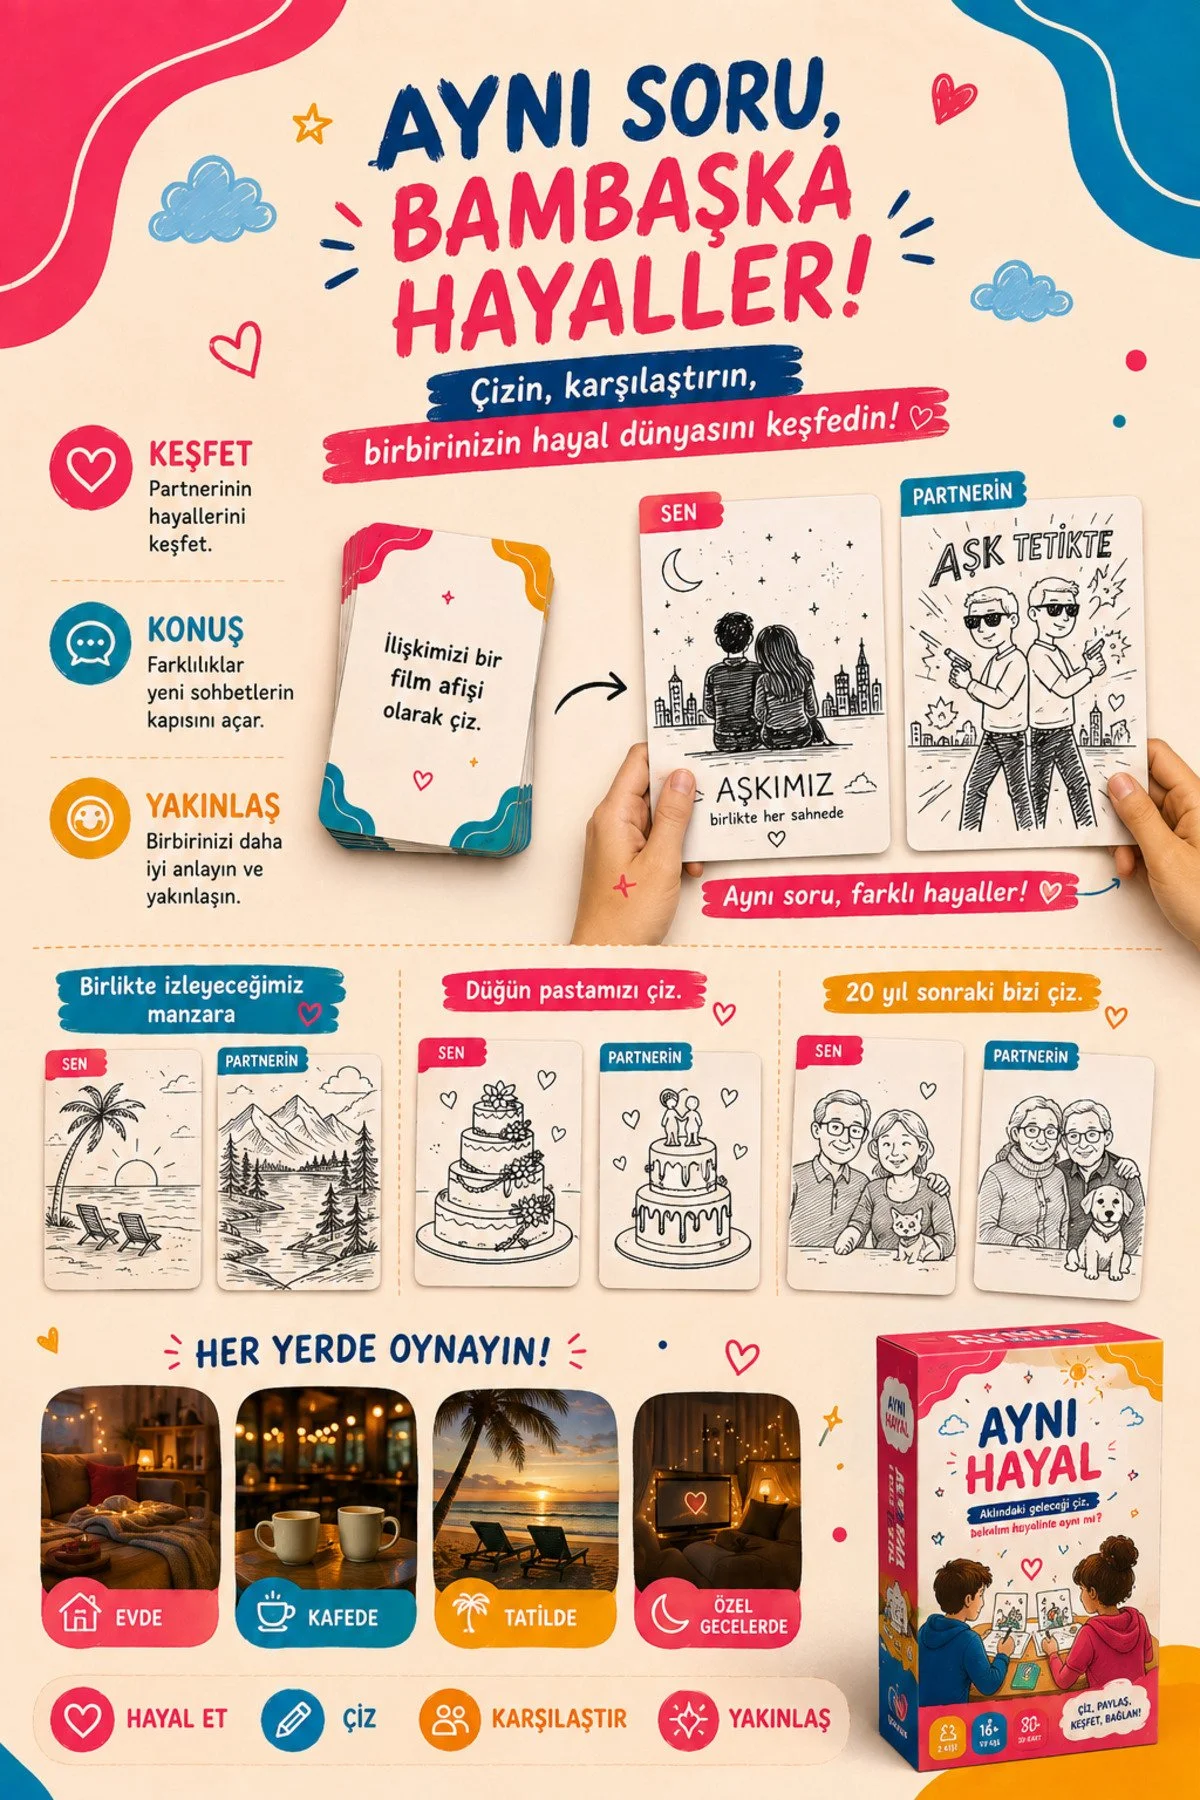 AYNI SORU,
BAMBAŞKA
HAYALLER!
Çizin, karşılaştırın,
birbirinizin hayal dünyasını keşfedin!
KEŞFET
Partnerinin
hayallerini
keşfet.
KONUŞ
Farklılıklar
yeni sohbetlerin
kapısını açar.
YAKINLAŞ
Birbirinizi daha
iyi anlayın ve
yakınlaşın.
İlişkimizi bir
film afişi
olarak çiz.
SEN
AŞKIMIZ
birlikte her sahnede
PARTNERİN
AŞK TETİKTE
Aynı soru, farklı hayaller!
Birlikte izleyeceğimiz
manzara
SEN
PARTNERİN
Düğün pastamızı çiz.
SEN
PARTNERİN
20 yıl sonraki bizi çiz.
SEN
PARTNERİN
HER YERDE OYNAYIN!
EVDE
KAFEDE
TATİLDE
ÖZEL
GECELERDE
HAYAL ET
ÇİZ
KARŞILAŞTIR
YAKINLAŞ
AYNI
HAYAL
AYNI
HAYAL
Aklındaki geleceği çiz.
Bakalım hayalinle aynı mı?
ÇİZ, PAYLAŞ,
KEŞFET, BAĞLAN!
16+